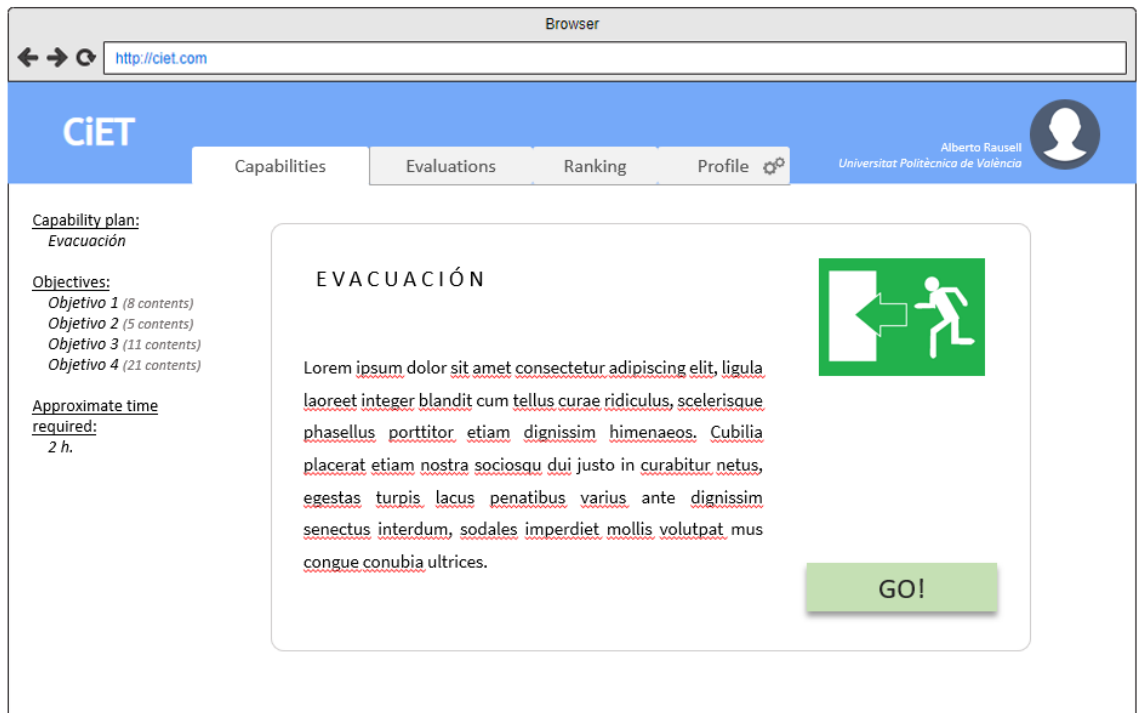 Browser
http://ciet.com
CiET
Capabilities
Evaluations
Ranking
Profile
Alberto Rausell
Universitat Politècnica de València
Capability plan:
Evacuación
Objectives:
Objetivo 1 (8 contents)
Objetivo 2 (5 contents)
Objetivo 3 (11 contents)
Objetivo 4 (21 contents)
Approximate time
required:
2 h.
EVACUACIÓN
Lorem ipsum dolor sit amet consectetur adipiscing elit, ligula
laoreet integer blandit cum tellus curae ridiculus, scelerisque
phasellus porttitor etiam dignissim himenaeos. Cubilia
placerat etiam nostra sociosqu dui justo in curabitur netus,
egestas turpis lacus penatibus varius ante dignissim
senectus interdum, sodales imperdiet mollis volutpat mus
congue conubia ultrices.
GO!